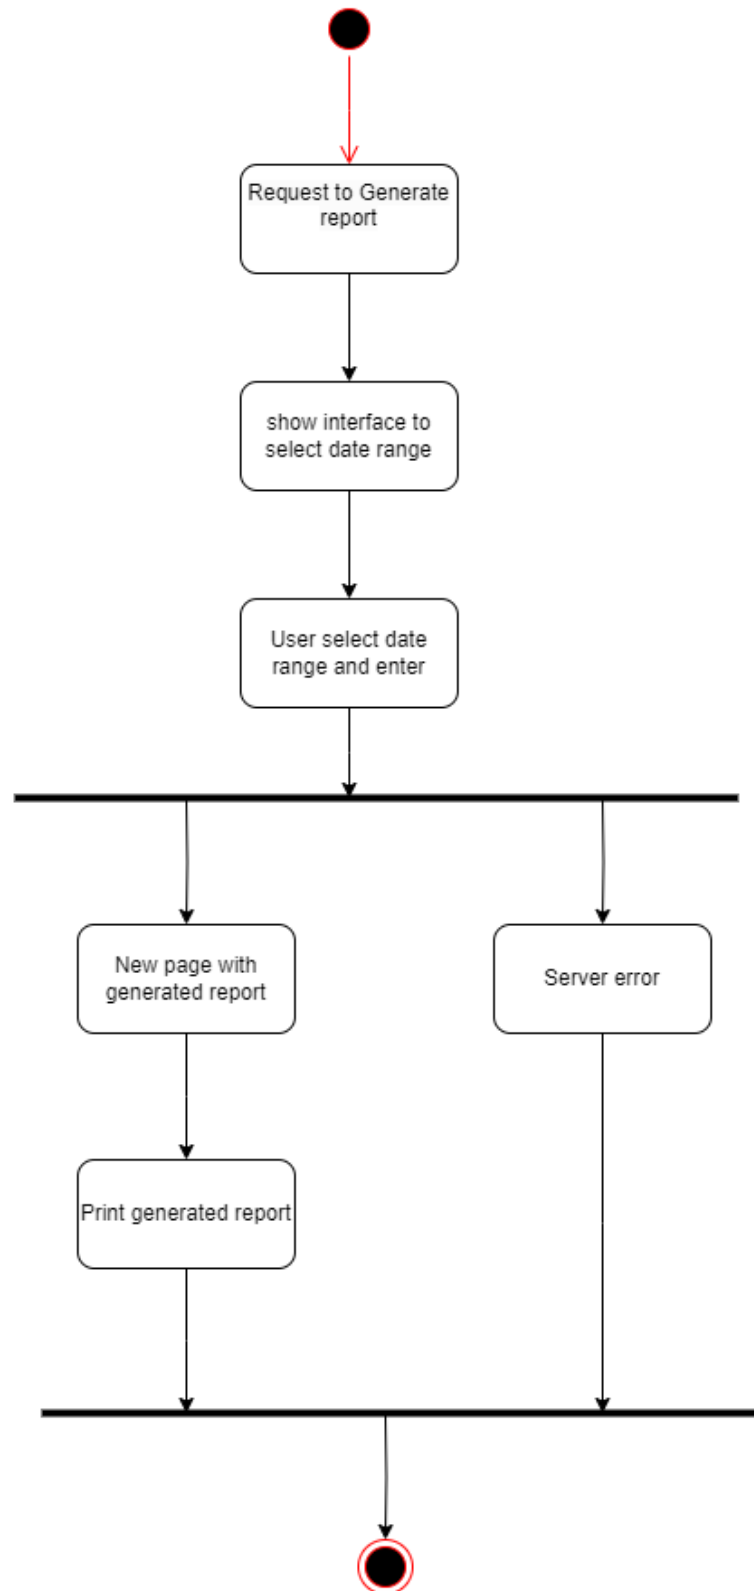 Request to Generate
report
show interface to
select date range
User select date
range and enter
New page with
generated report
Server error
Print generated report